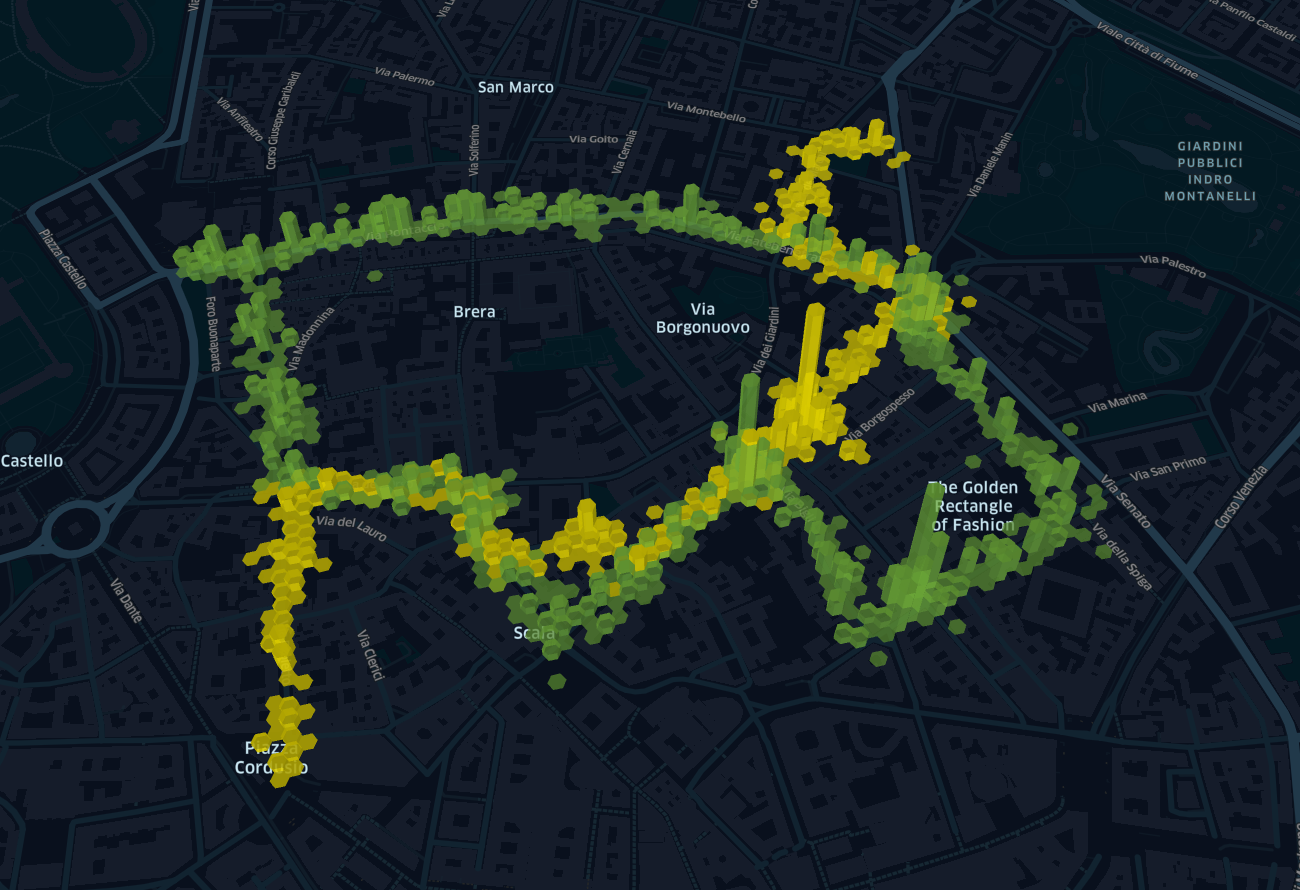 Via Panfilo Castaldi
Viale Città di Fiume
Via Palermo
San Marco
Via Anfiteatro
Corso Giuseppe Garibaldi
Via Montebello
Via Solferino
Via Goito
Via Cernaia
Via Daniele Manin
GIARDINI
PUBBLICI
INDRO
MONTANELLI
Piazza Castello
Via Palestro
Foro Buonaparte
Via Madonnina
Brera
Via
Borgonuovo
Via dei Giardini
Via Borgospesso
Via Marina
Castello
Via San Primo
Corso Venezia
The Golden
Rectangle
of Fashion
Via Senato
Via del Lauro
Via della Spiga
Via Dante
Via Clerici
Scala
Piazza
Cordusio